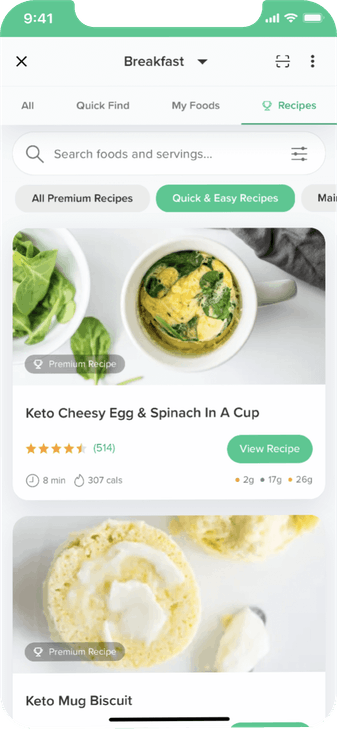 9:41
Breakfast
All Quick Find My Foods Recipes
Search foods and servings...
All Premium Recipes Quick & Easy Recipes Mai
Premium Recipe
Keto Cheesy Egg & Spinach In A Cup
(514) View Recipe
8 min 307 cals 2g 17g 26g
Premium Recipe
Keto Mug Biscuit